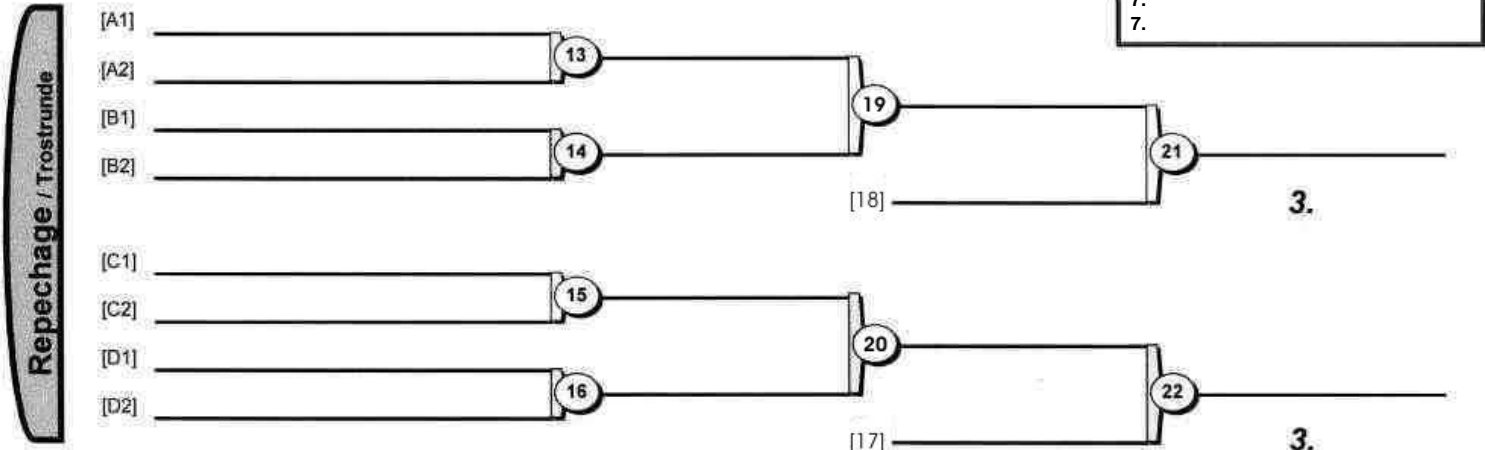 7.
7.
Repechage / Trostrunde
[A1]
13
[A2]
19
[B1]
14
21
[B2]
[18]
3.
[C1]
15
[C2]
20
[D1]
16
22
[D2]
[17]
3.